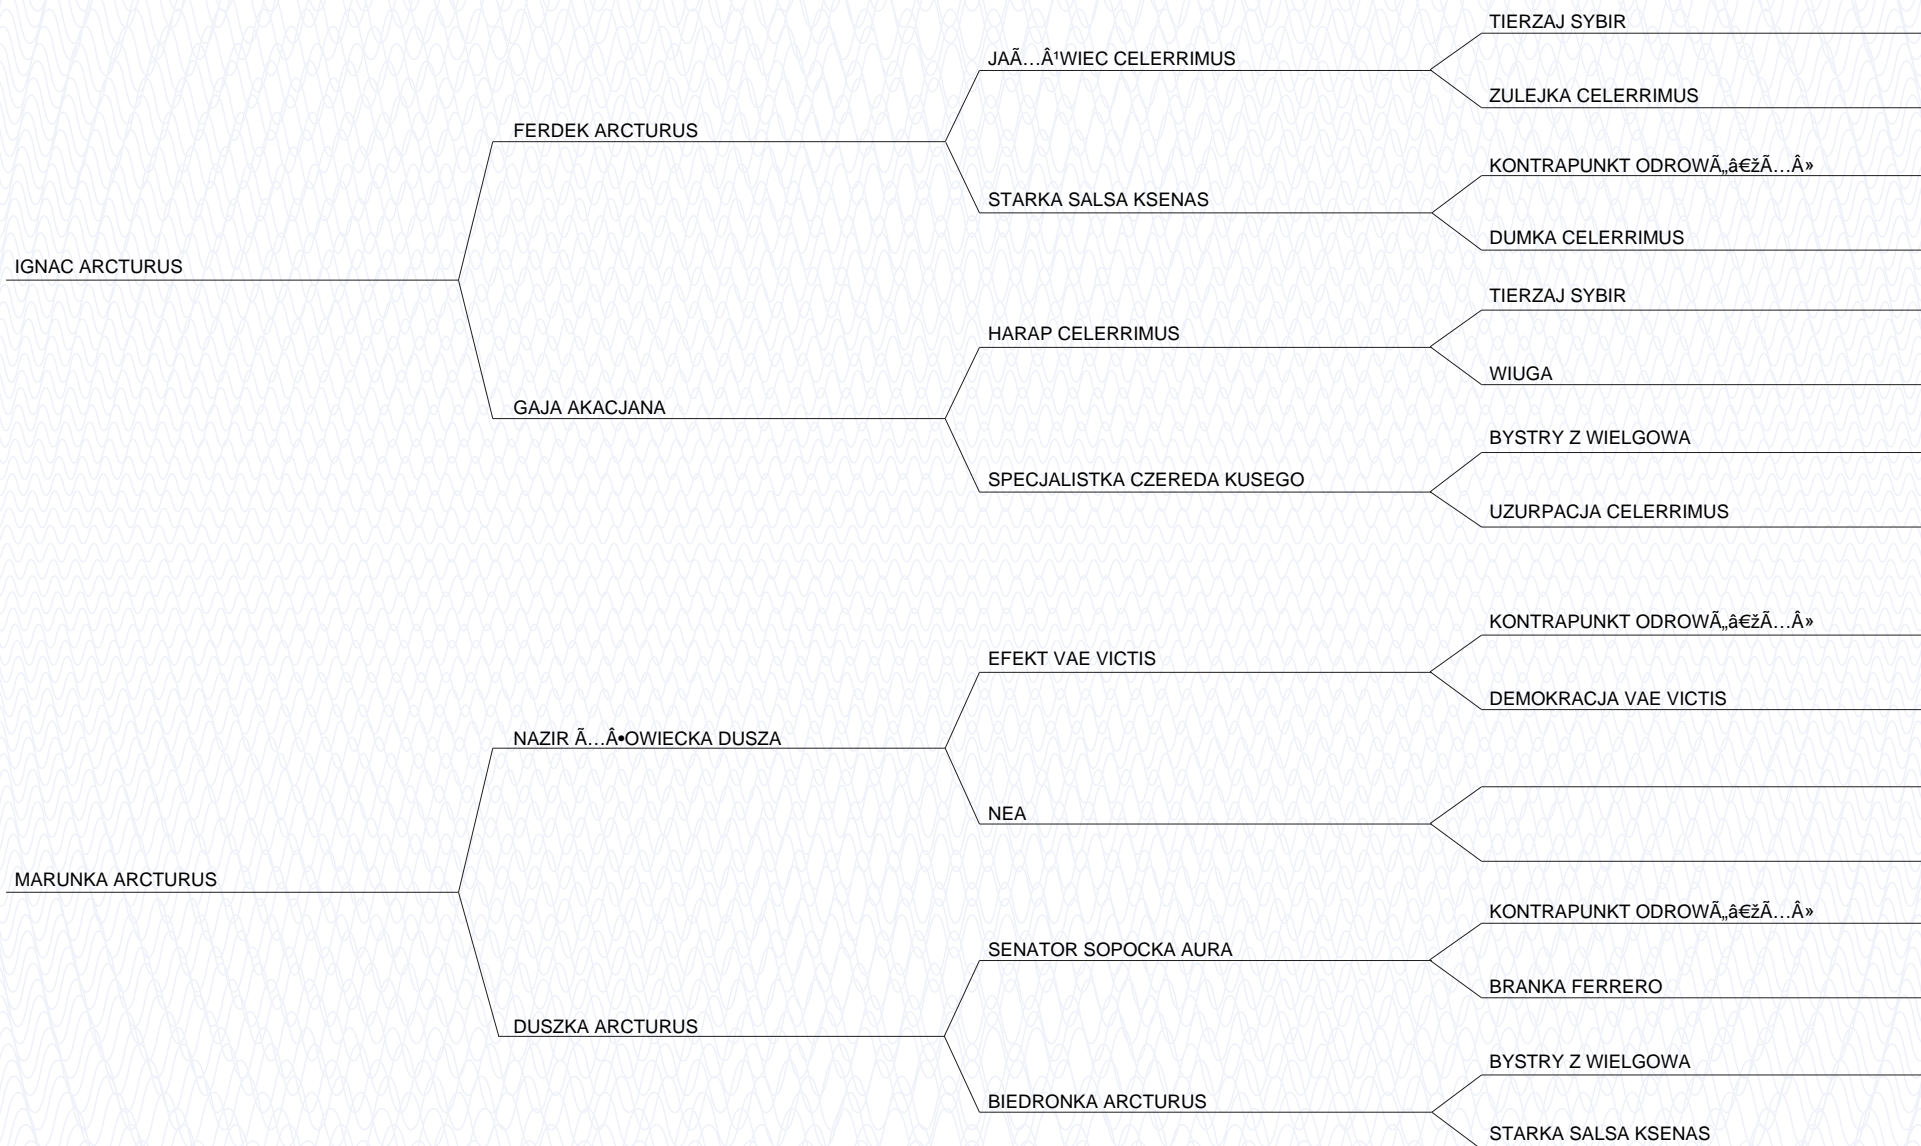 TIERZAJ SYBIR
JAÃ…Â¹WIEC CELERRIMUS
ZULEJKA CELERRIMUS
FERDEK ARCTURUS
KONTRAPUNKT ODROWÃ„â€žÃ…Â»
STARKA SALSA KSENAS
DUMKA CELERRIMUS
IGNAC ARCTURUS
TIERZAJ SYBIR
HARAP CELERRIMUS
WIUGA
GAJA AKACJANA
BYSTRY Z WIELGOWA
SPECJALISTKA CZEREDA KUSEGO
UZURPACJA CELERRIMUS
KONTRAPUNKT ODROWÃ„â€žÃ…Â»
EFEKT VAE VICTIS
DEMOKRACJA VAE VICTIS
NAZIR Ã…Â•OWIECKA DUSZA
NEA
MARUNKA ARCTURUS
KONTRAPUNKT ODROWÃ„â€žÃ…Â»
SENATOR SOPOCKA AURA
BRANKA FERRERO
DUSZKA ARCTURUS
BYSTRY Z WIELGOWA
BIEDRONKA ARCTURUS
STARKA SALSA KSENAS